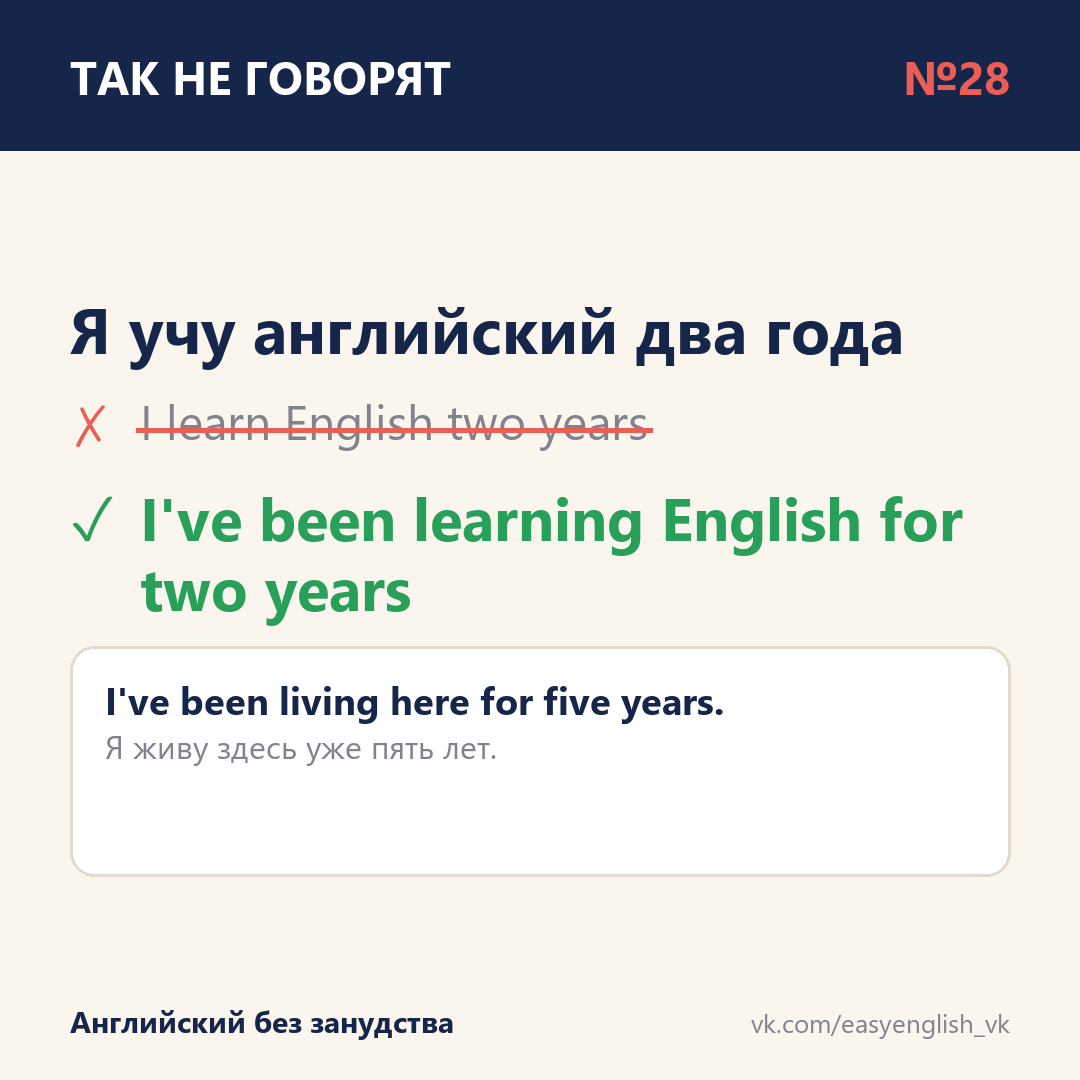 ТАК НЕ ГОВОРЯТ №28
Я учу английский два года
✗ I learn English two years
✓ I've been learning English for
two years
I've been living here for five years.
Я живу здесь уже пять лет.
Английский без занудства vk.com/easyenglish_vk